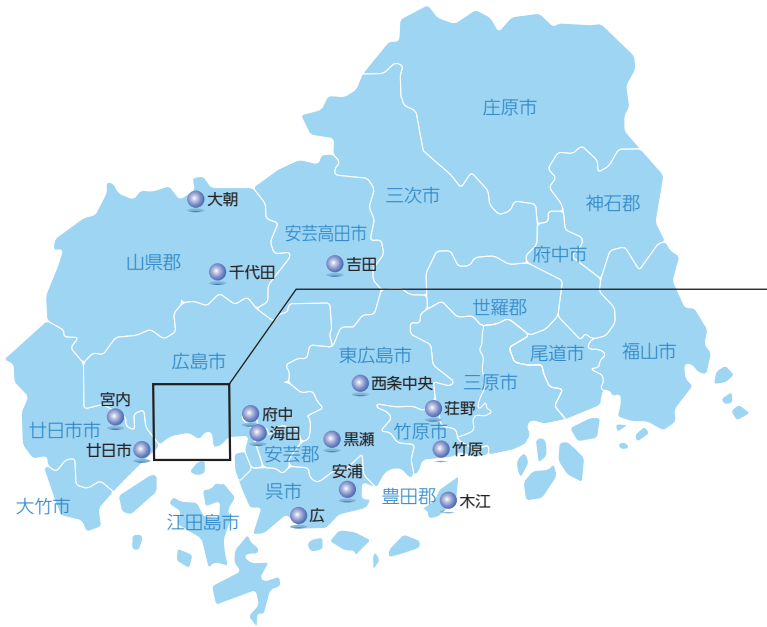 庄原市
三次市
神石郡
大朝
安芸高田市
府中市
山県郡
吉田
千代田
世羅郡
広島市
東広島市
尾道市
福山市
西条中央
三原市
宮内
荘野
府中
廿日市市
海田
竹原市
黒瀬
廿日市
安芸郡
竹原
安浦
呉市
豊田郡
木江
大竹市
広
江田島市